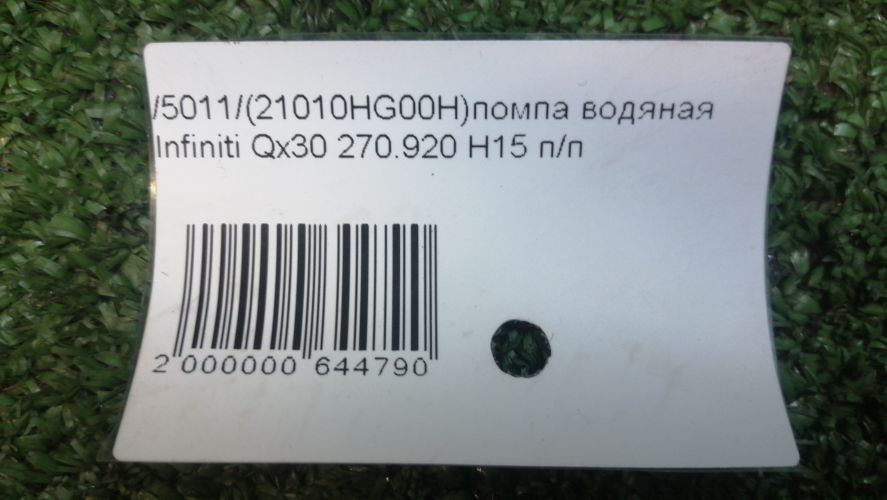 /5011/(21010HG00H)помпа водяная
Infiniti Qx30 270.920 H15 п/п
2 000000 644790